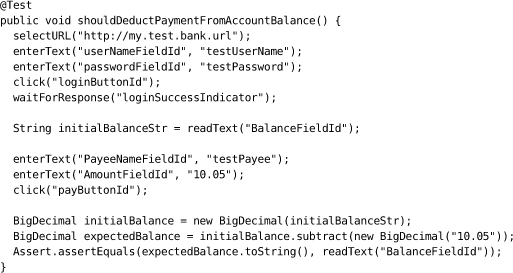 @Test
public void shouldDeductPaymentFromAccountBalance() {
  selectURL("http://my.test.bank.url");
  enterText("userNameFieldId", "testUserName");
  enterText("passwordFieldId", "testPassword");
  click("loginButtonId");
  waitForResponse("loginSuccessIndicator");

  String initialBalanceStr = readText("BalanceFieldId");

  enterText("PayeeNameFieldId", "testPayee");
  enterText("AmountFieldId", "10.05");
  click("payButtonId");

  BigDecimal initialBalance = new BigDecimal(initialBalanceStr);
  BigDecimal expectedBalance = initialBalance.subtract(new BigDecimal("10.05"));
  Assert.assertEquals(expectedBalance.toString(), readText("BalanceFieldId"));
}